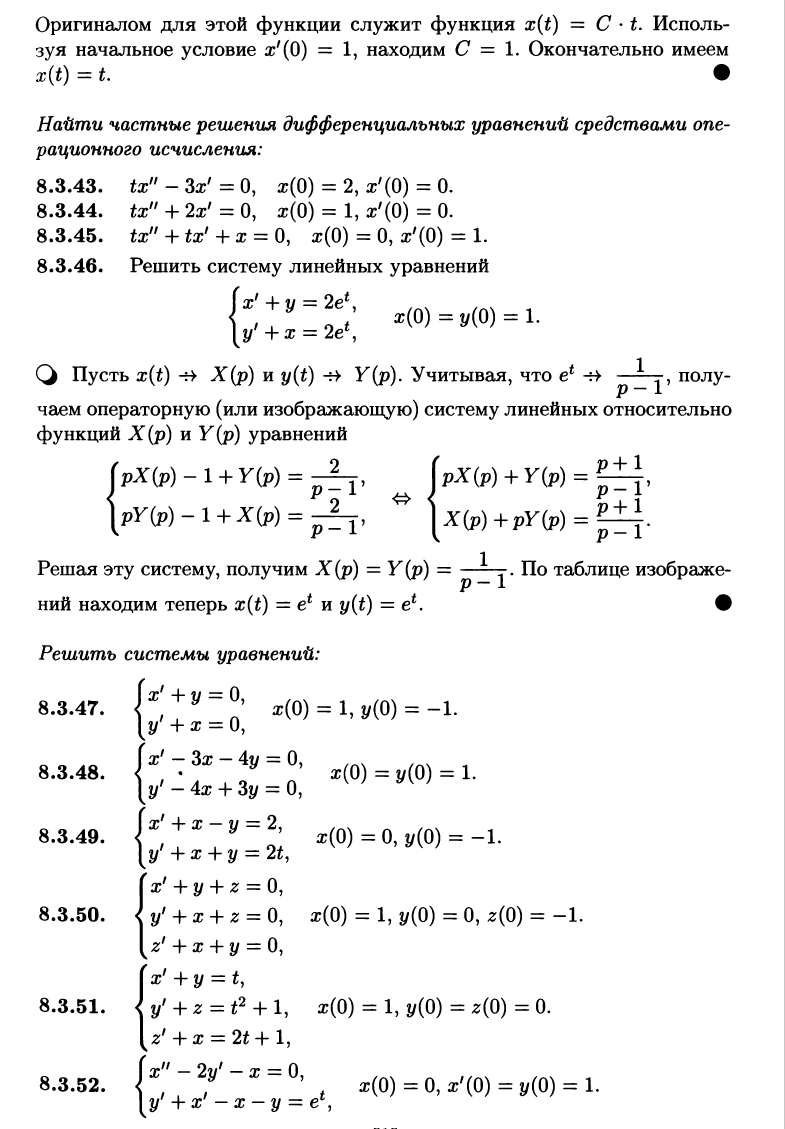 Оригиналом для этой функции служит функция x(t) = C · t. Исполь-
зуя начальное условие x′(0) = 1, находим C = 1. Окончательно имеем
x(t) = t. ●
Найти частные решения дифференциальных уравнений средствами опе-
рационного исчисления:
8.3.43. tx″ − 3x′ = 0, x(0) = 2, x′(0) = 0.
8.3.44. tx″ + 2x′ = 0, x(0) = 1, x′(0) = 0.
8.3.45. tx″ + tx′ + x = 0, x(0) = 0, x′(0) = 1.
8.3.46. Решить систему линейных уравнений
{ x′ + y = 2eᵗ,
y′ + x = 2eᵗ, x(0) = y(0) = 1.
Пусть x(t) ⇸ X(p) и y(t) ⇸ Y(p). Учитывая, что eᵗ ⇸ 1/(p − 1), полу-
чаем операторную (или изображающую) систему линейных относительно
функций X(p) и Y(p) уравнений
{ pX(p) − 1 + Y(p) = 2/(p − 1), ⇔ { pX(p) + Y(p) = (p + 1)/(p − 1),
pY(p) − 1 + X(p) = 2/(p − 1), X(p) + pY(p) = (p + 1)/(p − 1).
Решая эту систему, получим X(p) = Y(p) = 1/(p − 1). По таблице изображе-
ний находим теперь x(t) = eᵗ и y(t) = eᵗ. ●
Решить системы уравнений:
8.3.47. { x′ + y = 0,
y′ + x = 0, x(0) = 1, y(0) = −1.
8.3.48. { x′ − 3x − 4y = 0,
y′ − 4x + 3y = 0, x(0) = y(0) = 1.
8.3.49. { x′ + x − y = 2,
y′ + x + y = 2t, x(0) = 0, y(0) = −1.
8.3.50. { x′ + y + z = 0,
y′ + x + z = 0, x(0) = 1, y(0) = 0, z(0) = −1.
z′ + x + y = 0,
8.3.51. { x′ + y = t,
y′ + z = t² + 1, x(0) = 1, y(0) = z(0) = 0.
z′ + x = 2t + 1,
8.3.52. { x″ − 2y′ − x = 0,
y′ + x′ − x − y = eᵗ, x(0) = 0, x′(0) = y(0) = 1.